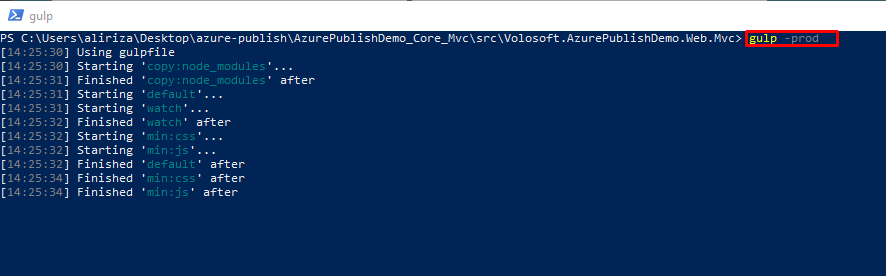 gulp
PS C:\Users\aliriza\Desktop\azure-publish\AzurePublishDemo_Core_Mvc\src\Volosoft.AzurePublishDemo.Web.Mvc> gulp -prod
[14:25:30] Using gulpfile
[14:25:30] Starting 'copy:node_modules'...
[14:25:31] Finished 'copy:node_modules' after
[14:25:31] Starting 'default'...
[14:25:31] Starting 'watch'...
[14:25:32] Finished 'watch' after
[14:25:32] Starting 'min:css'...
[14:25:32] Starting 'min:js'...
[14:25:32] Finished 'default' after
[14:25:34] Finished 'min:css' after
[14:25:34] Finished 'min:js' after